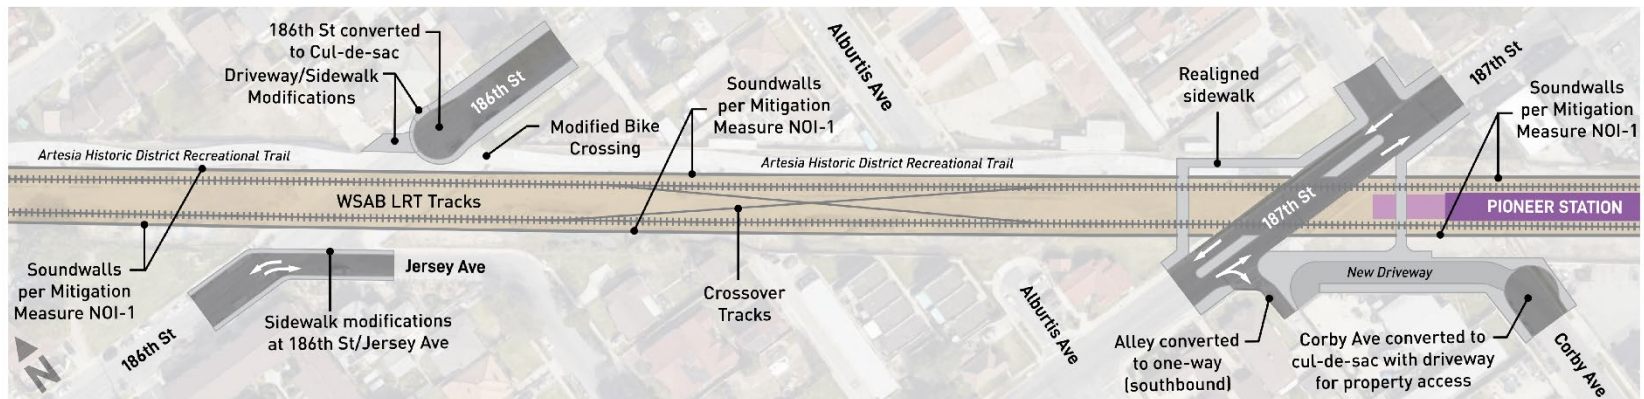 186th St converted
to Cul-de-sac
Driveway/Sidewalk
Modifications
186th St
Alburtis Ave
Soundwalls
per Mitigation
Measure NOI-1
Modified Bike
Crossing
Realigned
sidewalk
187th St
Soundwalls
per Mitigation
Measure NOI-1
Artesia Historic District Recreational Trail
Artesia Historic District Recreational Trail
WSAB LRT Tracks
187th St
PIONEER STATION
Soundwalls
per Mitigation
Measure NOI-1
Jersey Ave
New Driveway
N
186th St
Sidewalk modifications
at 186th St/Jersey Ave
Crossover
Tracks
Alburtis Ave
Alley converted
to one-way
(southbound)
Corby Ave converted to
cul-de-sac with driveway
for property access
Corby Ave